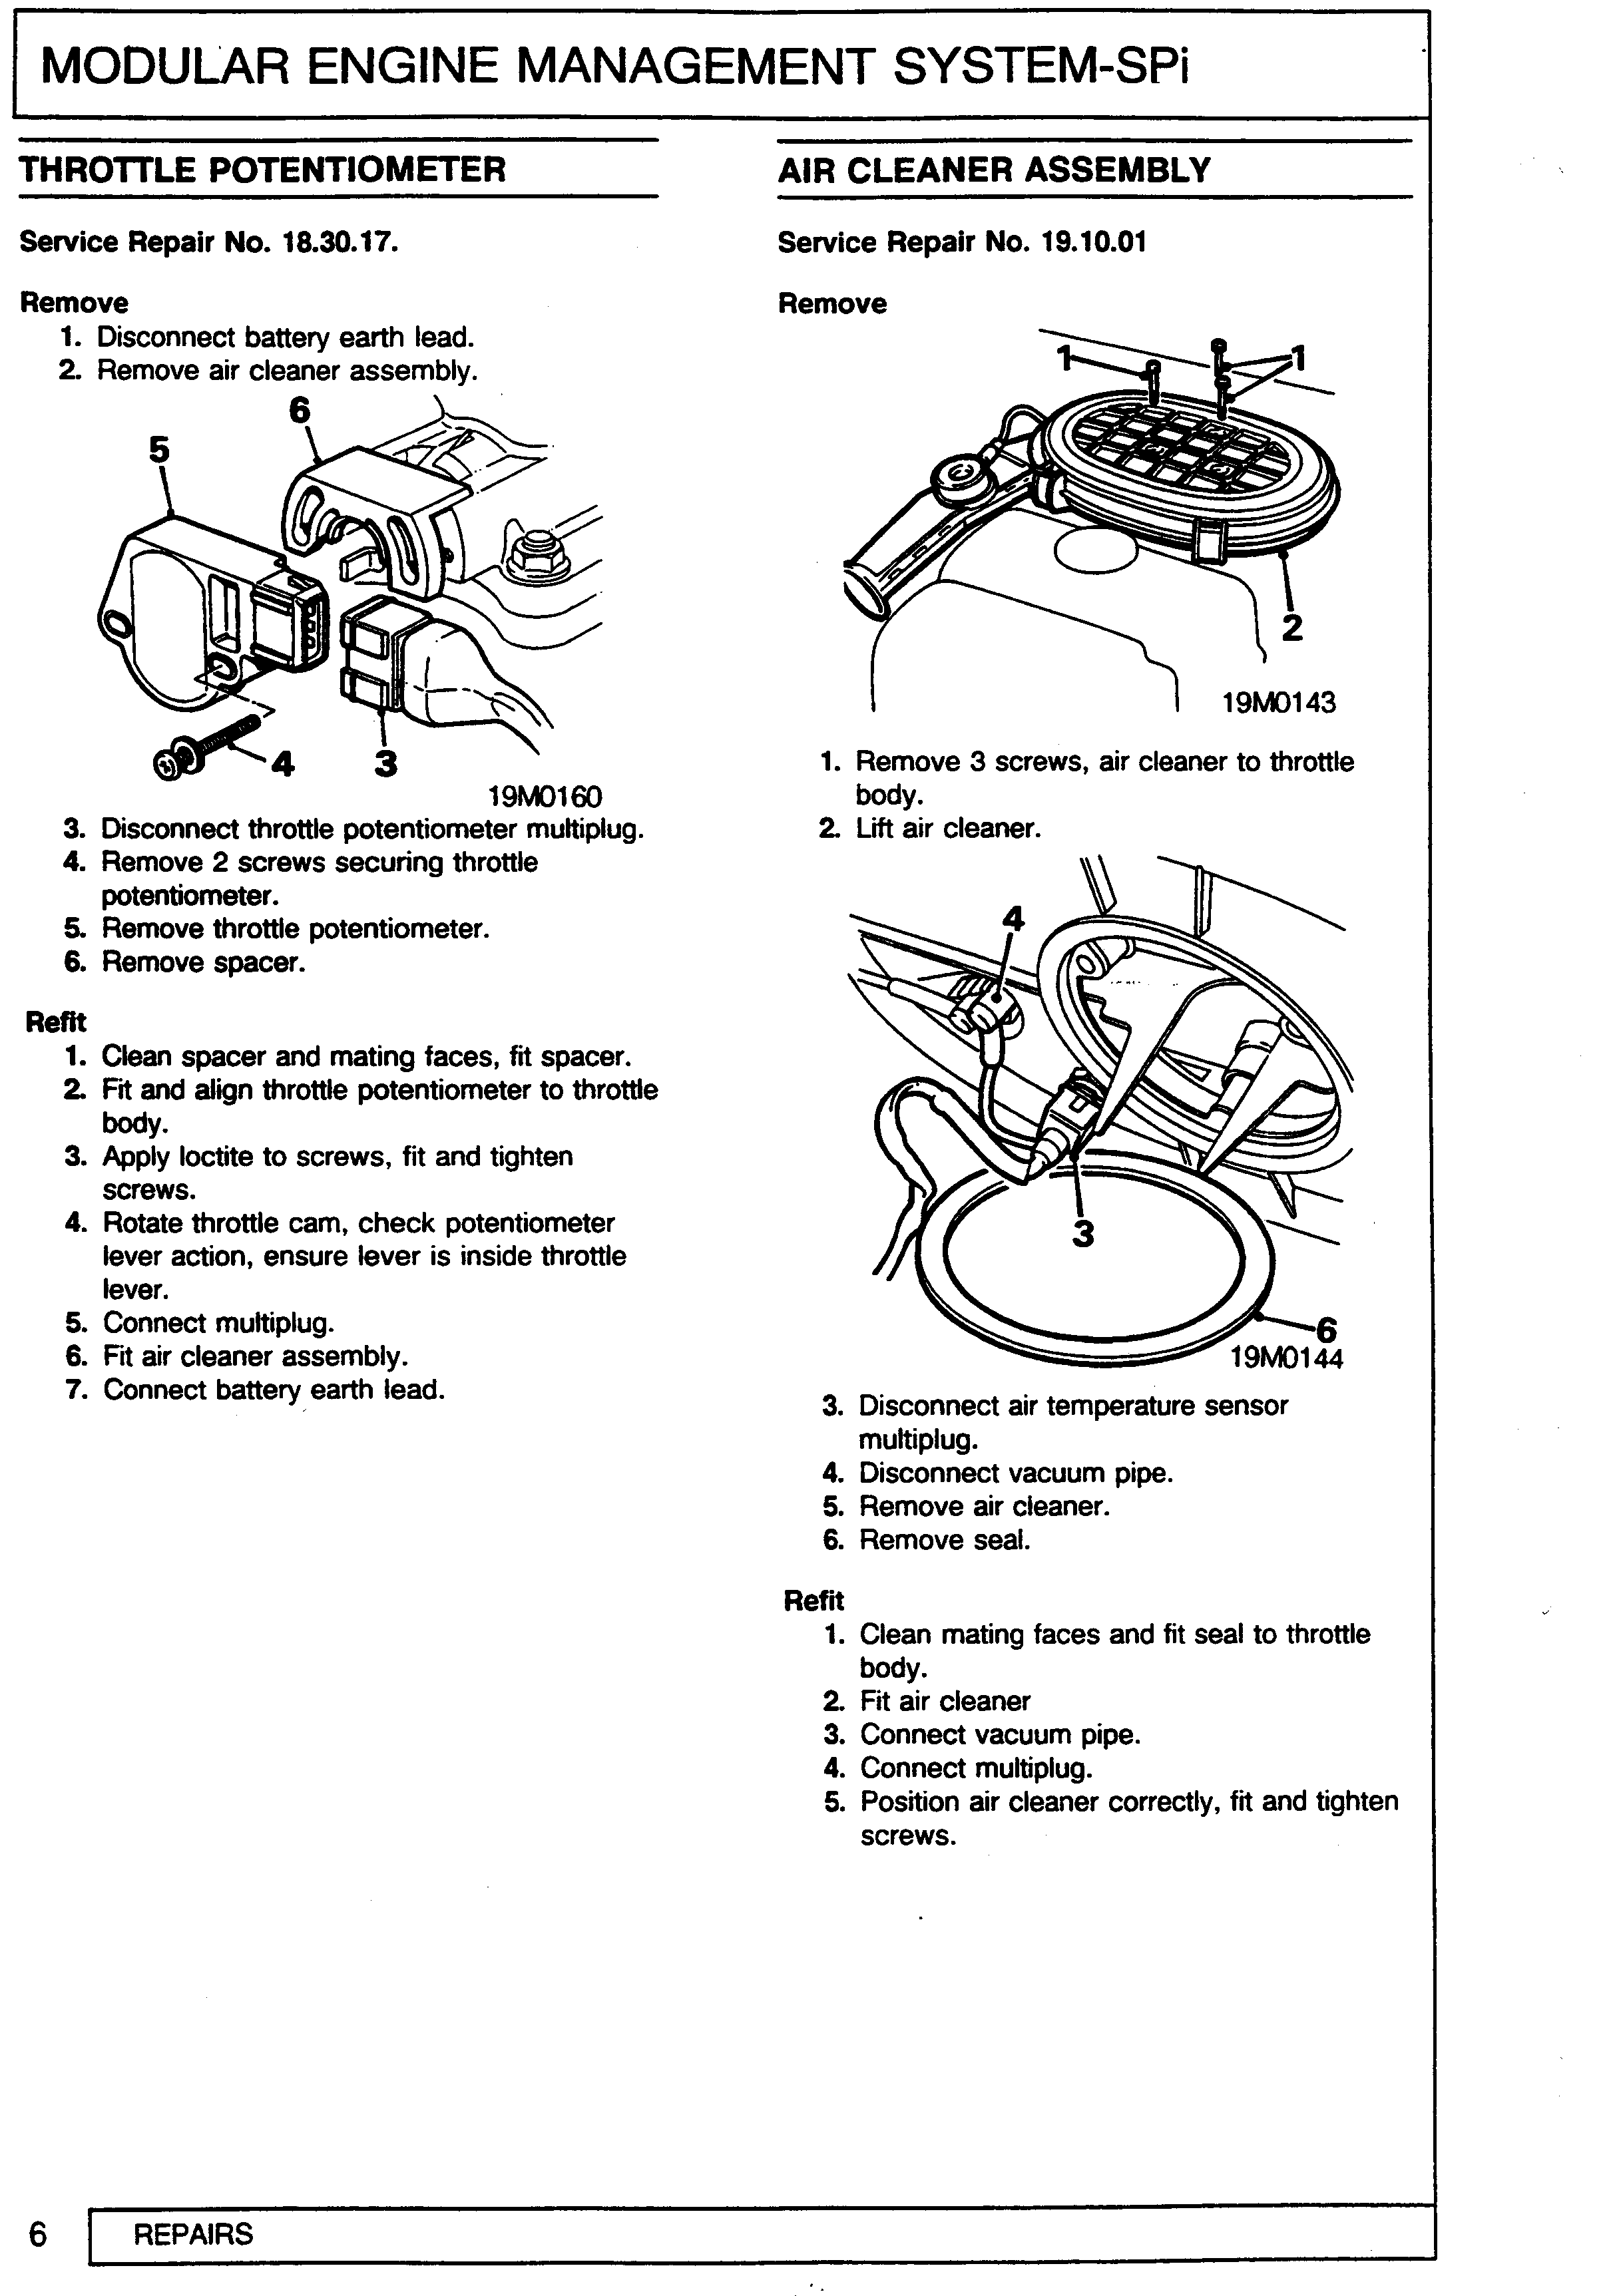 MODULAR ENGINE MANAGEMENT SYSTEM-SPi
THROTTLE POTENTIOMETER
Service Repair No. 18.30.17.
Remove
1. Disconnect battery earth lead.
2. Remove air cleaner assembly.
6
5
4
3
19M0160
3. Disconnect throttle potentiometer multiplug.
4. Remove 2 screws securing throttle
potentiometer.
5. Remove throttle potentiometer.
6. Remove spacer.
Refit
1. Clean spacer and mating faces, fit spacer.
2. Fit and align throttle potentiometer to throttle
body.
3. Apply loctite to screws, fit and tighten
screws.
4. Rotate throttle cam, check potentiometer
lever action, ensure lever is inside throttle
lever.
5. Connect multiplug.
6. Fit air cleaner assembly.
7. Connect battery earth lead.
AIR CLEANER ASSEMBLY
Service Repair No. 19.10.01
Remove
1
1
2
19M0143
1. Remove 3 screws, air cleaner to throttle
body.
2. Lift air cleaner.
4
3
6
19M0144
3. Disconnect air temperature sensor
multiplug.
4. Disconnect vacuum pipe.
5. Remove air cleaner.
6. Remove seal.
Refit
1. Clean mating faces and fit seal to throttle
body.
2. Fit air cleaner
3. Connect vacuum pipe.
4. Connect multiplug.
5. Position air cleaner correctly, fit and tighten
screws.
6
REPAIRS